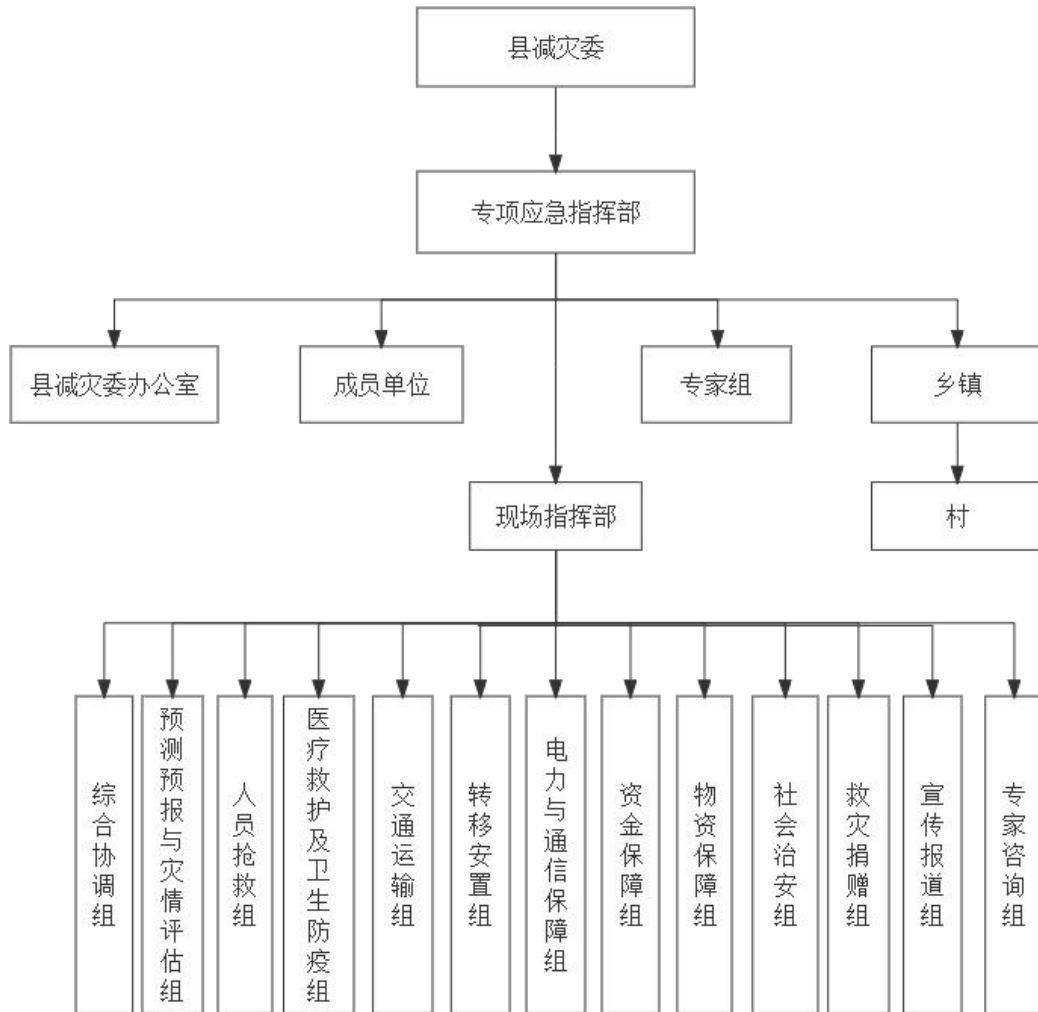 县减灾委
专项应急指挥部
县减灾委办公室
成员单位
专家组
乡镇
现场指挥部
村
综合协调组
预测预报与灾情评估组
人员抢救组
医疗救护及卫生防疫组
交通运输组
转移安置组
电力与通信保障组
资金保障组
物资保障组
社会治安组
救灾捐赠组
宣传报道组
专家咨询组